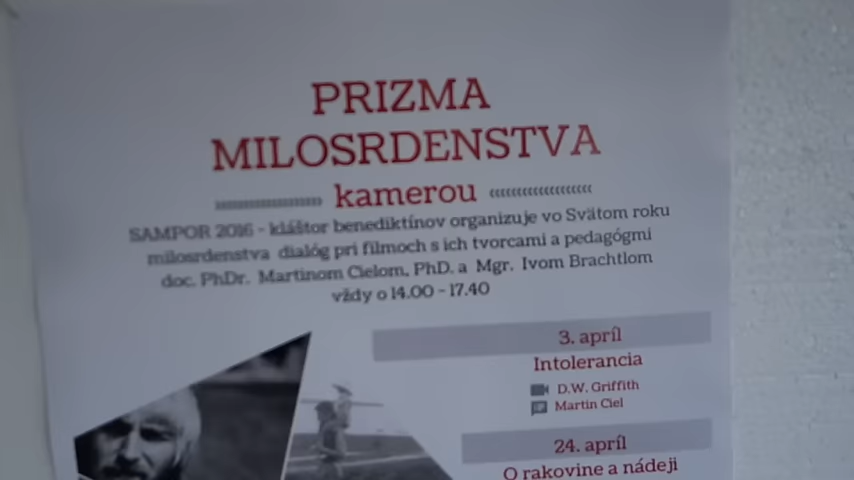 PRIZMA
MILOSRDENSTVA
kamerou
SAMPOR 2016 - kláštor benediktínov organizuje vo Svätom roku
milosrdenstva dialóg pri filmoch s ich tvorcami a pedagógmi
doc. PhDr. Martinom Cielom, PhD. a Mgr. Ivom Brachtlom
vždy o 14.00 - 17.40
3. apríl
Intolerancia
D.W. Griffith
Martin Ciel
24. apríl
O rakovine a nádeji